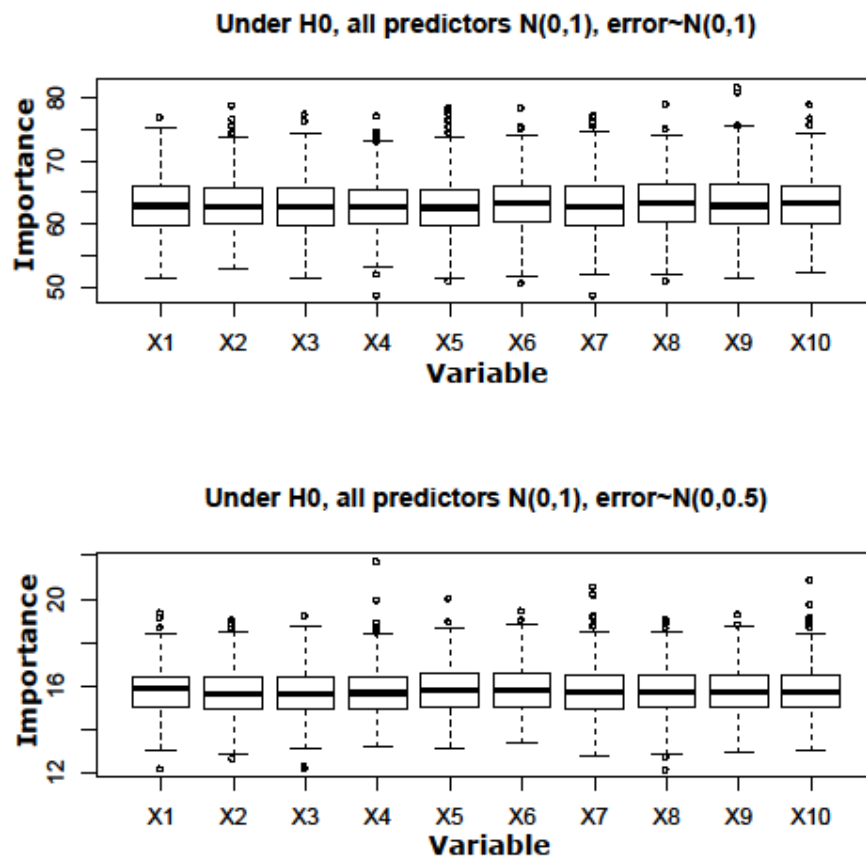 Under H0, all predictors N(0,1), error~N(0,1)
Importance
80
70
60
50
X1 X2 X3 X4 X5 X6 X7 X8 X9 X10
Variable
Under H0, all predictors N(0,1), error~N(0,0.5)
Importance
20
16
12
X1 X2 X3 X4 X5 X6 X7 X8 X9 X10
Variable